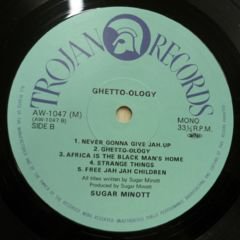 TROJAN RECORDS
GHETTO-OLOGY
AW-1047 (M)
(AW-1047 B)
SIDE B
MONO
33⅓ R.P.M.
1. NEVER GONNA GIVE JAH.UP
2. GHETTO-OLOGY
3. AFRICA IS THE BLACK MAN'S HOME
4. STRANGE THINGS
5. FREE JAH JAH CHILDREN
All titles written by Sugar Minott
Produced by Sugar Minott
SUGAR MINOTT